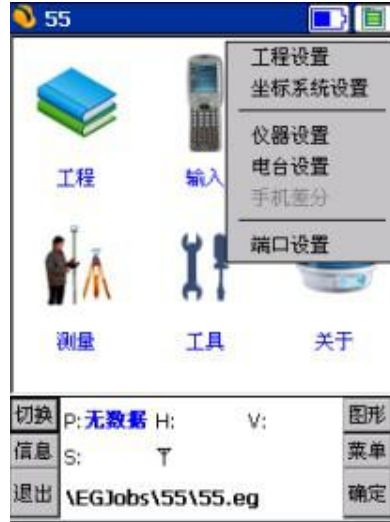 55
工程设置
坐标系统设置
仪器设置
电台设置
手机差分
端口设置
工程
输入
测量
工具
关于
切换
P:无数据 H: V:
图形
信息
S:
菜单
退出
\EGJobs\55\55.eg
确定